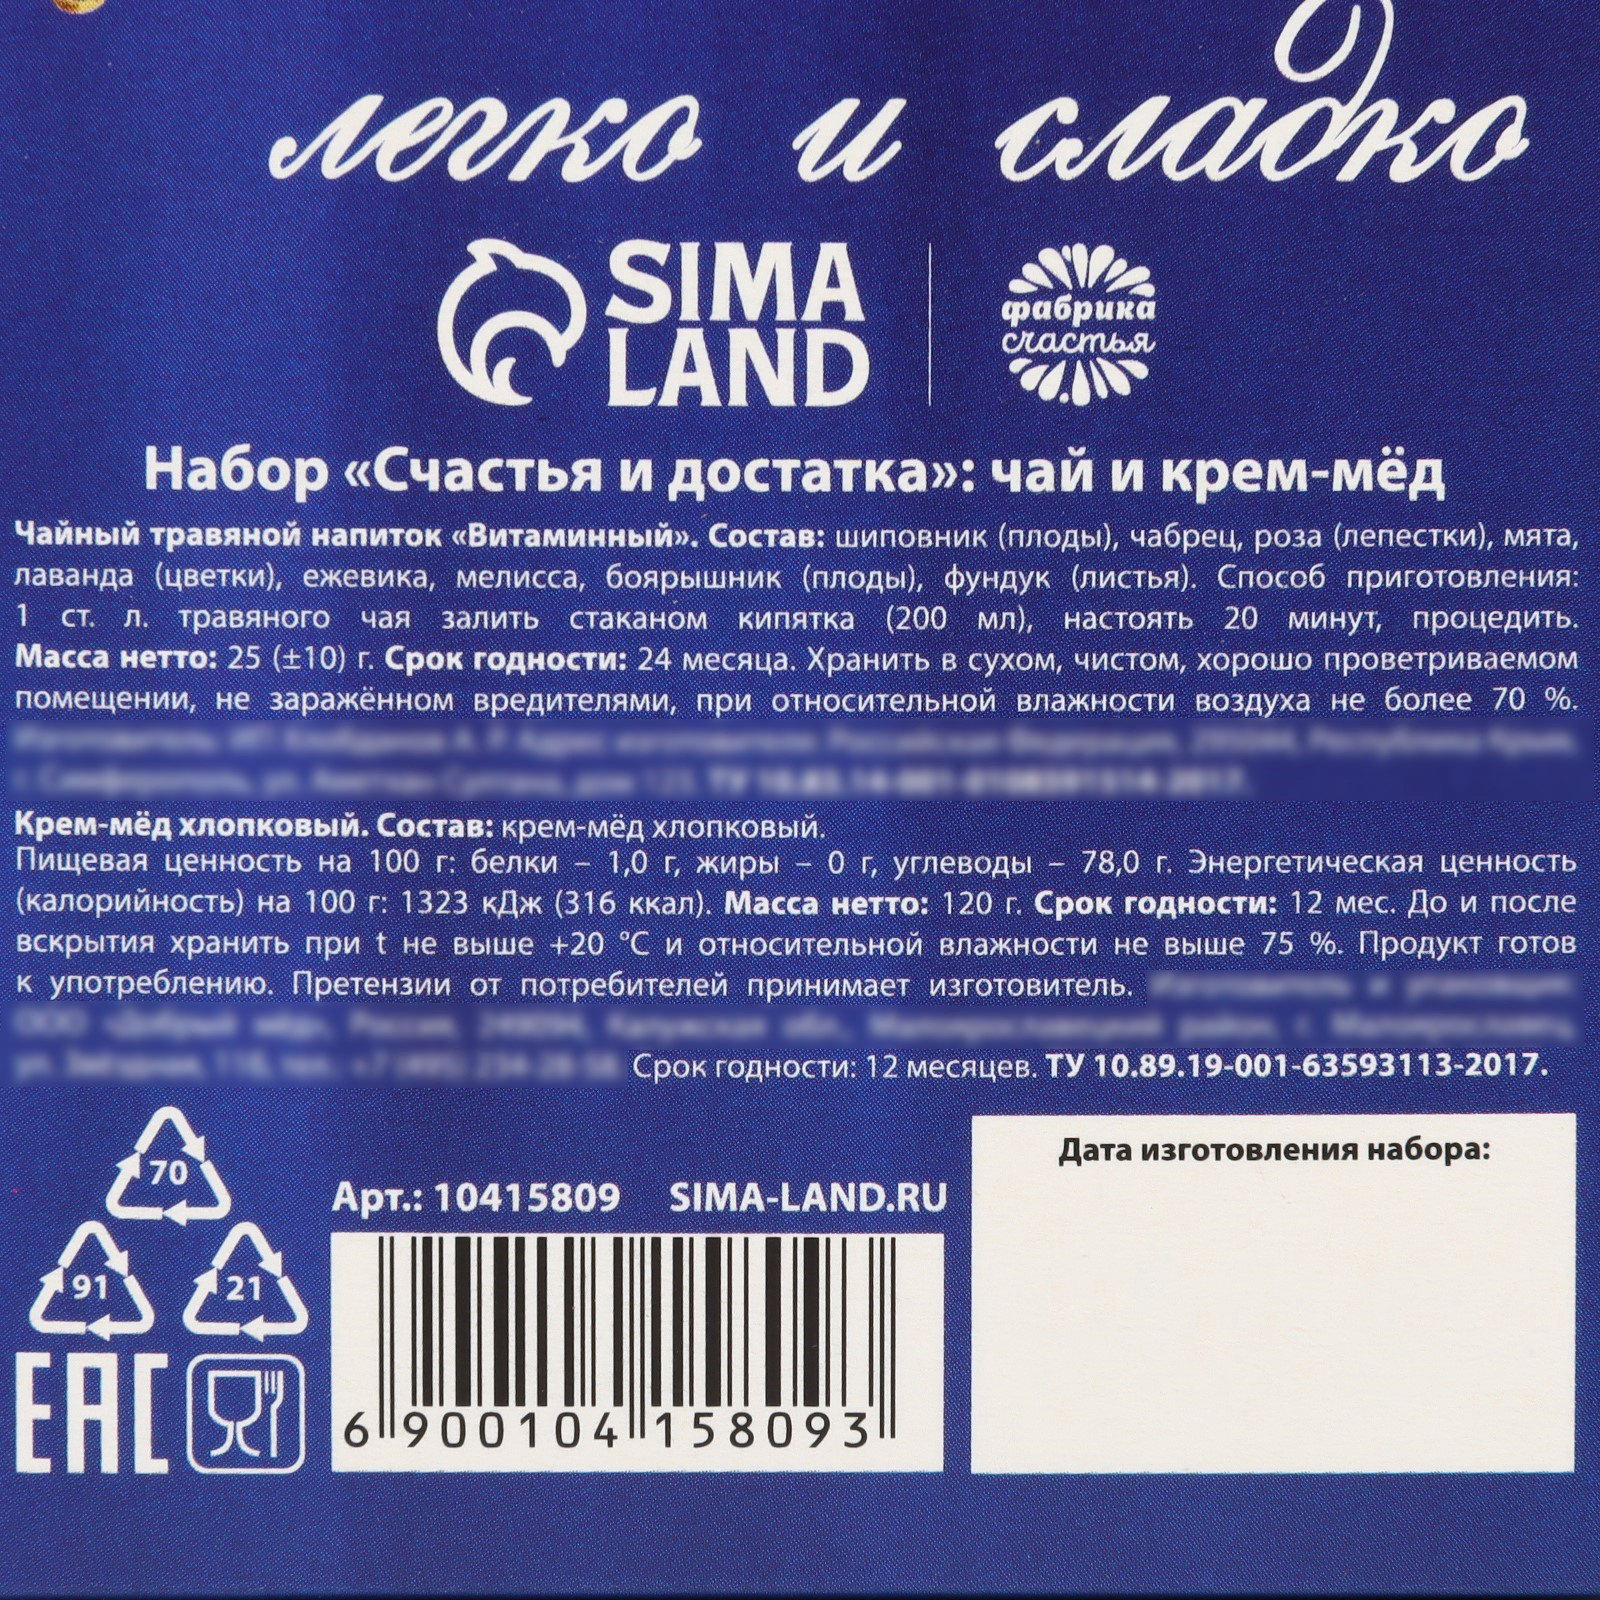 легко и сладко
SIMA
LAND
фабрика
счастья
Набор «Счастья и достатка»: чай и крем-мёд
Чайный травяной напиток «Витаминный». Состав: шиповник (плоды), чабрец, роза (лепестки), мята,
лаванда (цветки), ежевика, мелисса, боярышник (плоды), фундук (листья). Способ приготовления:
1 ст. л. травяного чая залить стаканом кипятка (200 мл), настоять 20 минут, процедить.
Масса нетто: 25 (±10) г. Срок годности: 24 месяца. Хранить в сухом, чистом, хорошо проветриваемом
помещении, не заражённом вредителями, при относительной влажности воздуха не более 70 %.
Крем-мёд хлопковый. Состав: крем-мёд хлопковый.
Пищевая ценность на 100 г: белки – 1,0 г, жиры – 0 г, углеводы – 78,0 г. Энергетическая ценность
(калорийность) на 100 г: 1323 кДж (316 ккал). Масса нетто: 120 г. Срок годности: 12 мес. До и после
вскрытия хранить при t не выше +20 °С и относительной влажности не выше 75 %. Продукт готов
к употреблению. Претензии от потребителей принимает изготовитель.
Срок годности: 12 месяцев. ТУ 10.89.19-001-63593113-2017.
70
91
21
EAC
Арт.: 10415809 SIMA-LAND.RU
6 900104 158093
Дата изготовления набора: